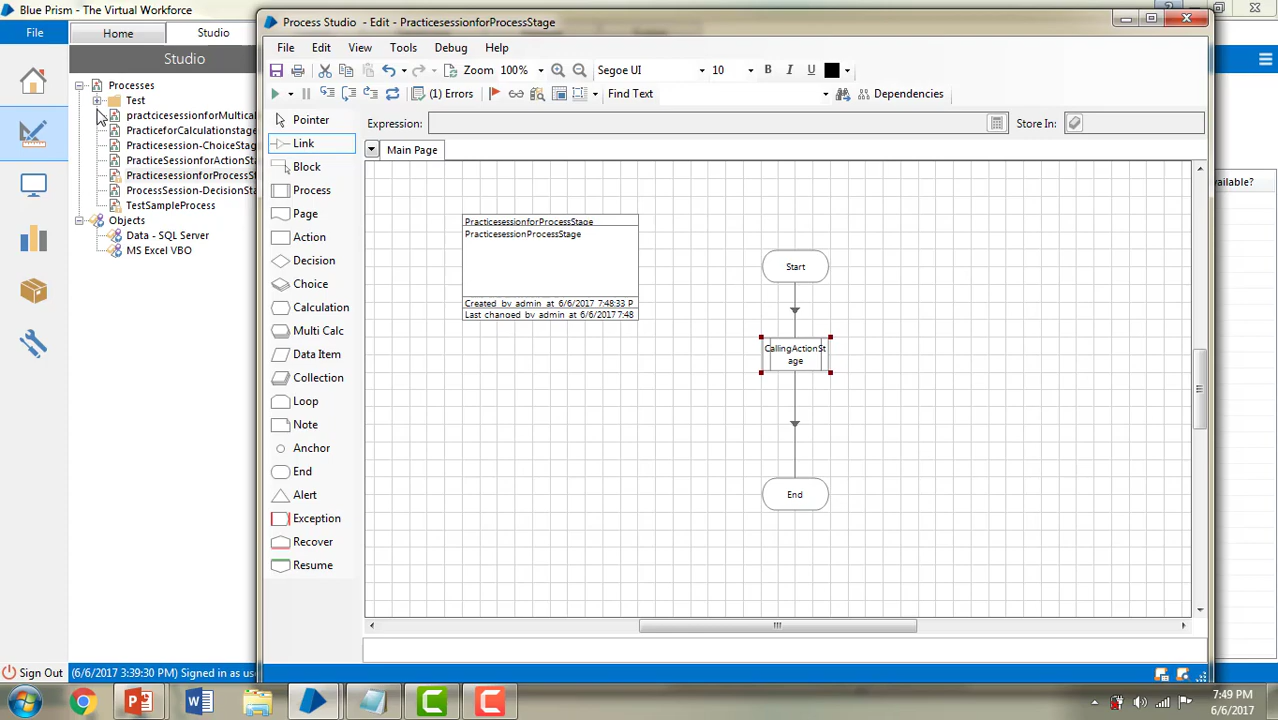 Blue Prism - The Virtual Workforce
File
Home
Studio
Studio
Processes
Test
practicesessionforMultical
PracticeforCalculationstage
Practicesession-ChoiceStag
PracticeSessionforActionSta
PracticesessionforProcessSt
ProcessSession-DecisionSta
TestSampleProcess
Objects
Data - SQL Server
MS Excel VBO
Sign Out
(6/6/2017 3:39:30 PM) Signed in as us
Process Studio - Edit - PracticesessionforProcessStage
File Edit View Tools Debug Help
Zoom 100% Segoe UI 10 B I U
(1) Errors Find Text Dependencies
Expression: Store In:
Main Page
Pointer
Link
Block
Process
Page
Action
Decision
Choice
Calculation
Multi Calc
Data Item
Collection
Loop
Note
Anchor
End
Alert
Exception
Recover
Resume
PracticesessionforProcessStage
PracticesessionProcessStage
Created by admin at 6/6/2017 7:48:33 P
Last changed by admin at 6/6/2017 7:48
Start
CallingActionSt
age
End
vailable?
7:49 PM
6/6/2017